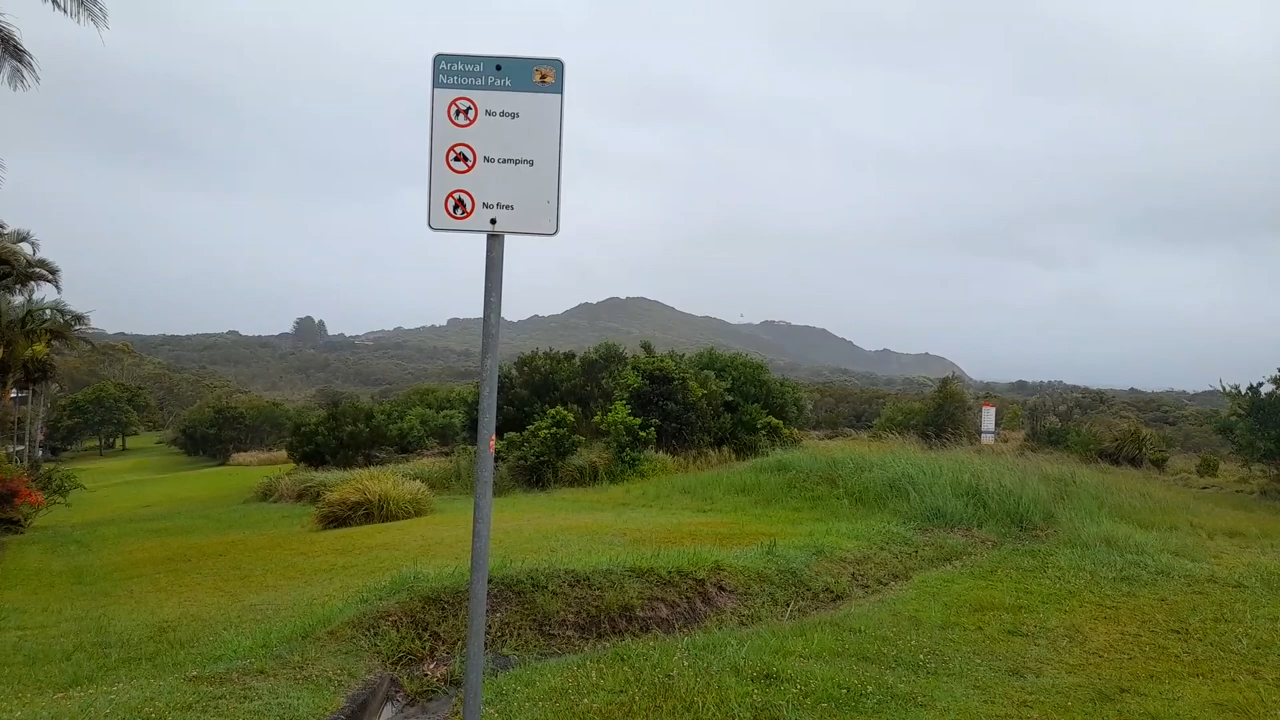 Arakwal
National Park
No dogs
No camping
No fires